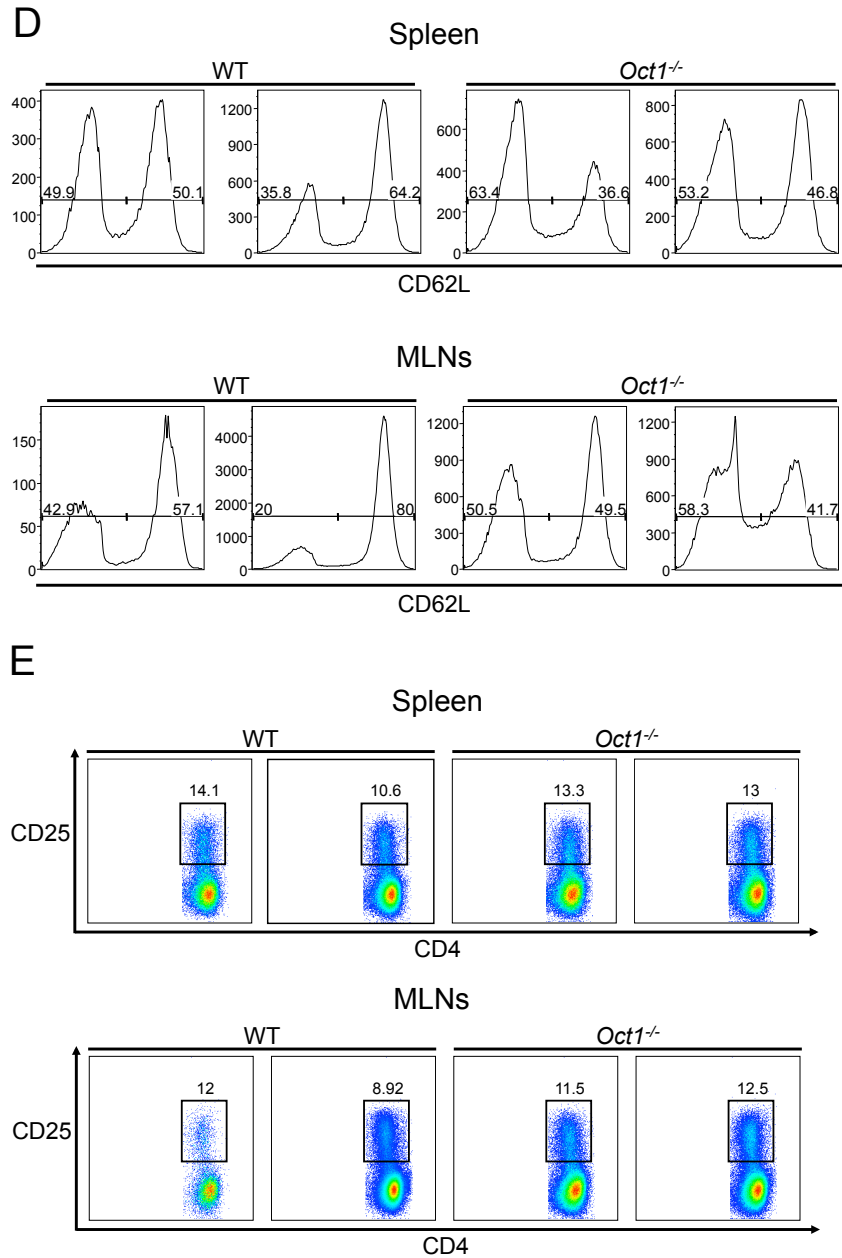 D
Spleen
WT Oct1-/-
400 300 200 100 0 49.9 50.1
1200 900 600 300 0 35.8 64.2
600 400 200 0 63.4 36.6
800 600 400 200 0 53.2 46.8
CD62L
MLNs
WT Oct1-/-
150 100 50 0 42.9 57.1
4000 3000 2000 1000 0 20 80
1200 900 600 300 0 50.5 49.5
1200 900 600 300 0 58.3 41.7
CD62L
E
Spleen
WT Oct1-/-
14.1 10.6 13.3 13
CD25
CD4
MLNs
WT Oct1-/-
12 8.92 11.5 12.5
CD25
CD4